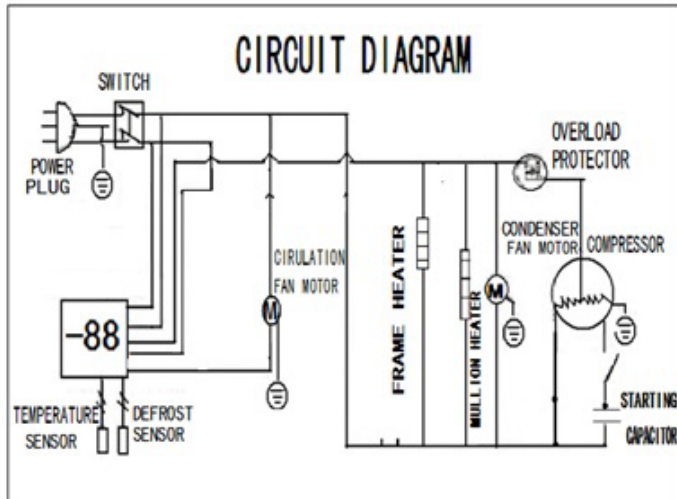 CIRCUIT DIAGRAM
SWITCH
POWER
PLUG
OVERLOAD
PROTECTOR
CIRULATION
FAN MOTOR
M
FRAME HEATER
MULLION HEATER
CONDENSER
FAN MOTOR
M
COMPRESSOR
-88
TEMPERATURE
SENSOR
DEFROST
SENSOR
STARTING
CAPACITOR